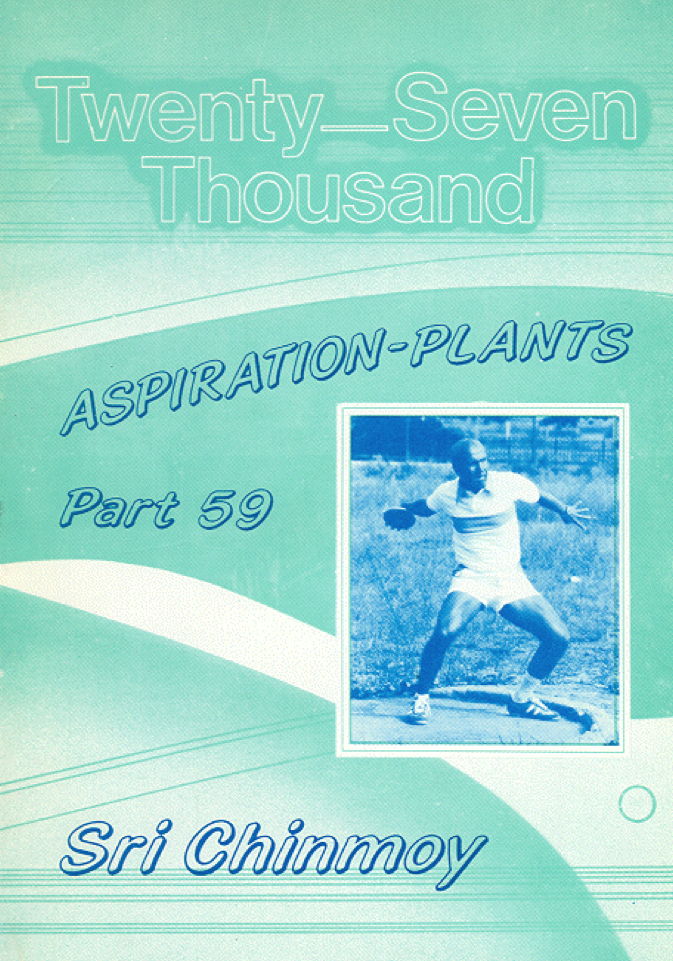 Twenty—Seven
Thousand
ASPIRATION-PLANTS
Part 59
Sri Chinmoy